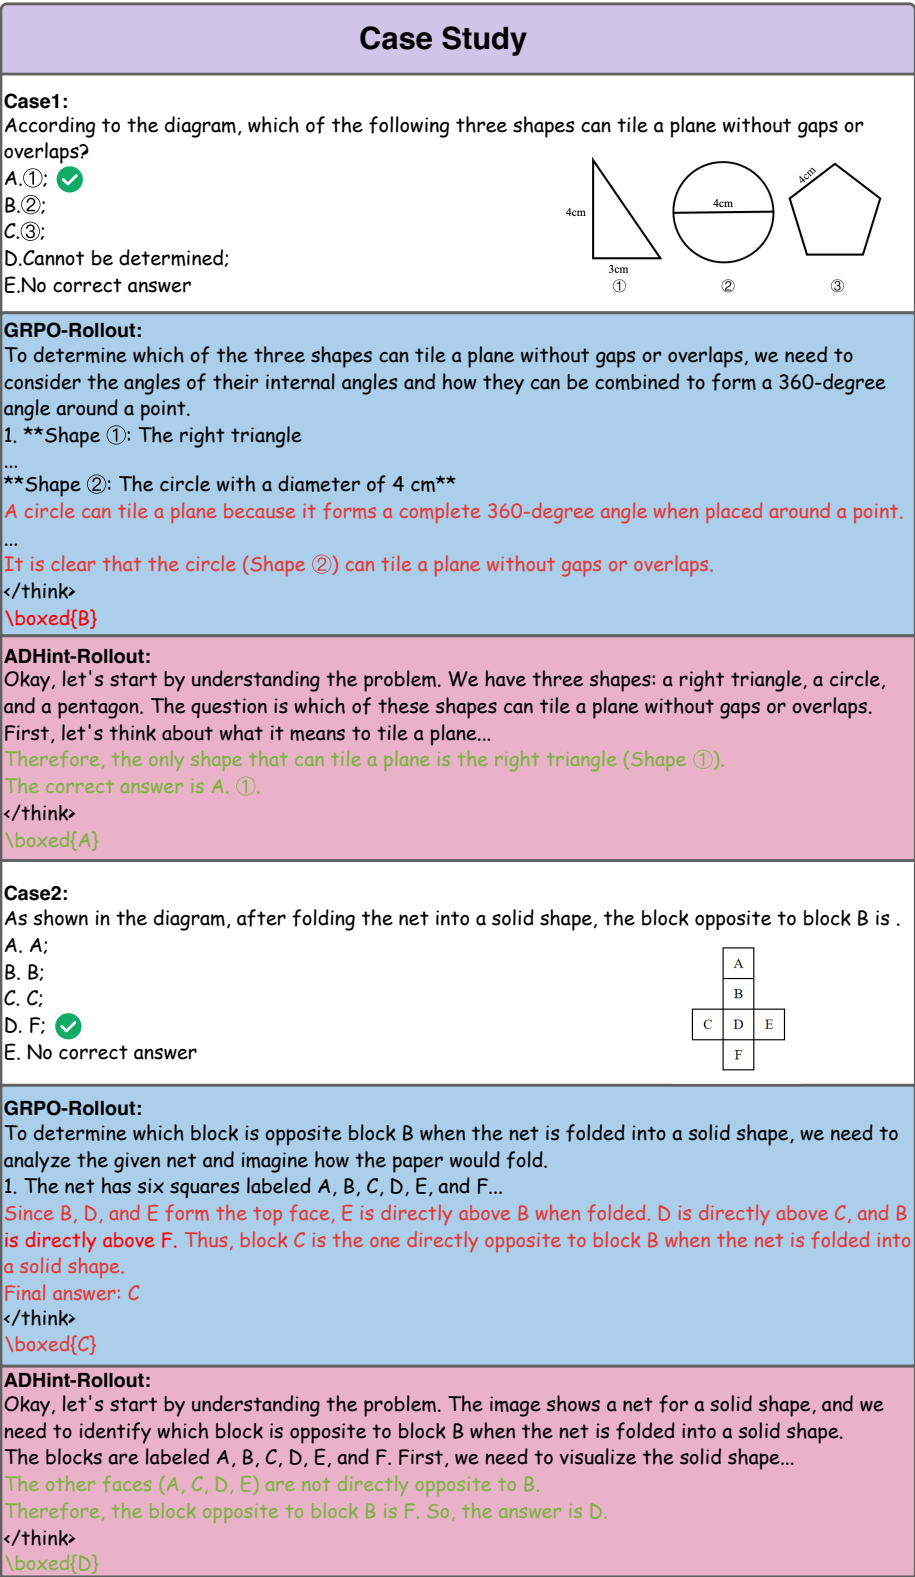 Case Study
Case1:
According to the diagram, which of the following three shapes can tile a plane without gaps or
overlaps?
A.①;
B.②;
C.③;
D.Cannot be determined;
E.No correct answer
4cm
3cm
①
4cm
②
4cm
③
GRPO-Rollout:
To determine which of the three shapes can tile a plane without gaps or overlaps, we need to
consider the angles of their internal angles and how they can be combined to form a 360-degree
angle around a point.
1. **Shape ①: The right triangle
...
**Shape ②: The circle with a diameter of 4 cm**
A circle can tile a plane because it forms a complete 360-degree angle when placed around a point.
...
It is clear that the circle (Shape ②) can tile a plane without gaps or overlaps.
</think>
\boxed{B}
ADHint-Rollout:
Okay, let's start by understanding the problem. We have three shapes: a right triangle, a circle,
and a pentagon. The question is which of these shapes can tile a plane without gaps or overlaps.
First, let's think about what it means to tile a plane...
Therefore, the only shape that can tile a plane is the right triangle (Shape ①).
The correct answer is A. ①.
</think>
\boxed{A}
Case2:
As shown in the diagram, after folding the net into a solid shape, the block opposite to block B is .
A. A;
B. B;
C. C;
D. F;
E. No correct answer
A
B
C D E
F
GRPO-Rollout:
To determine which block is opposite block B when the net is folded into a solid shape, we need to
analyze the given net and imagine how the paper would fold.
1. The net has six squares labeled A, B, C, D, E, and F...
Since B, D, and E form the top face, E is directly above B when folded. D is directly above C, and B
is directly above F. Thus, block C is the one directly opposite to block B when the net is folded into
a solid shape.
Final answer: C
</think>
\boxed{C}
ADHint-Rollout:
Okay, let's start by understanding the problem. The image shows a net for a solid shape, and we
need to identify which block is opposite to block B when the net is folded into a solid shape.
The blocks are labeled A, B, C, D, E, and F. First, we need to visualize the solid shape...
The other faces (A, C, D, E) are not directly opposite to B.
Therefore, the block opposite to block B is F. So, the answer is D.
</think>
\boxed{D}